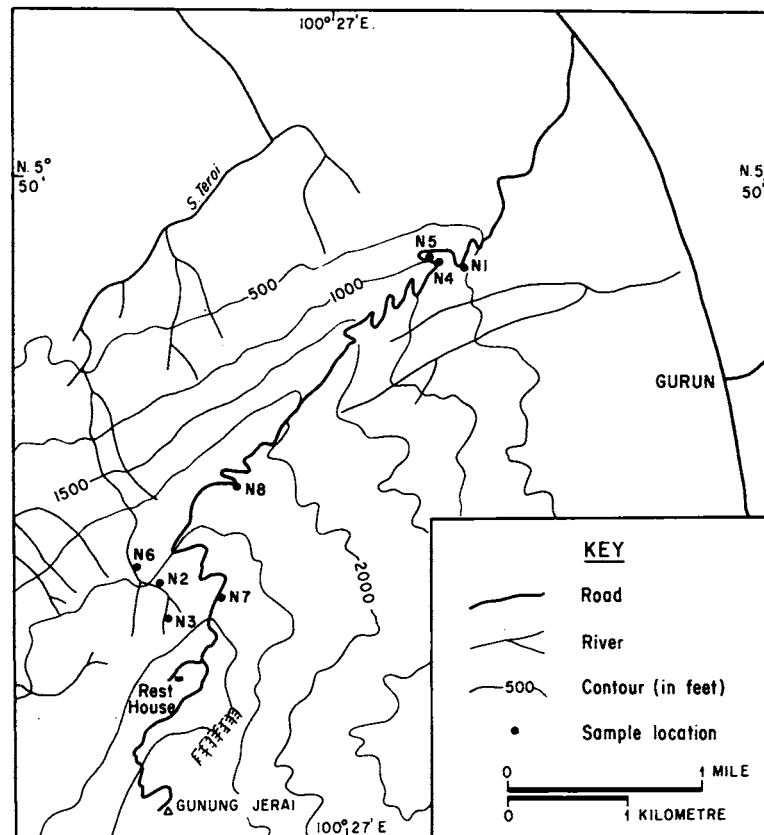 100° 27' E.
N. 5°
50'
N. 5°
50'
S. Terai
N5
N4
N1
500
1000
GURUN
1500
N8
2000
N6
N2
N7
N3
Rest
House
GUNUNG JERAI
100° 27' E
KEY
Road
River
500 Contour (in feet)
Sample location
0 1 MILE
0 1 KILOMETRE